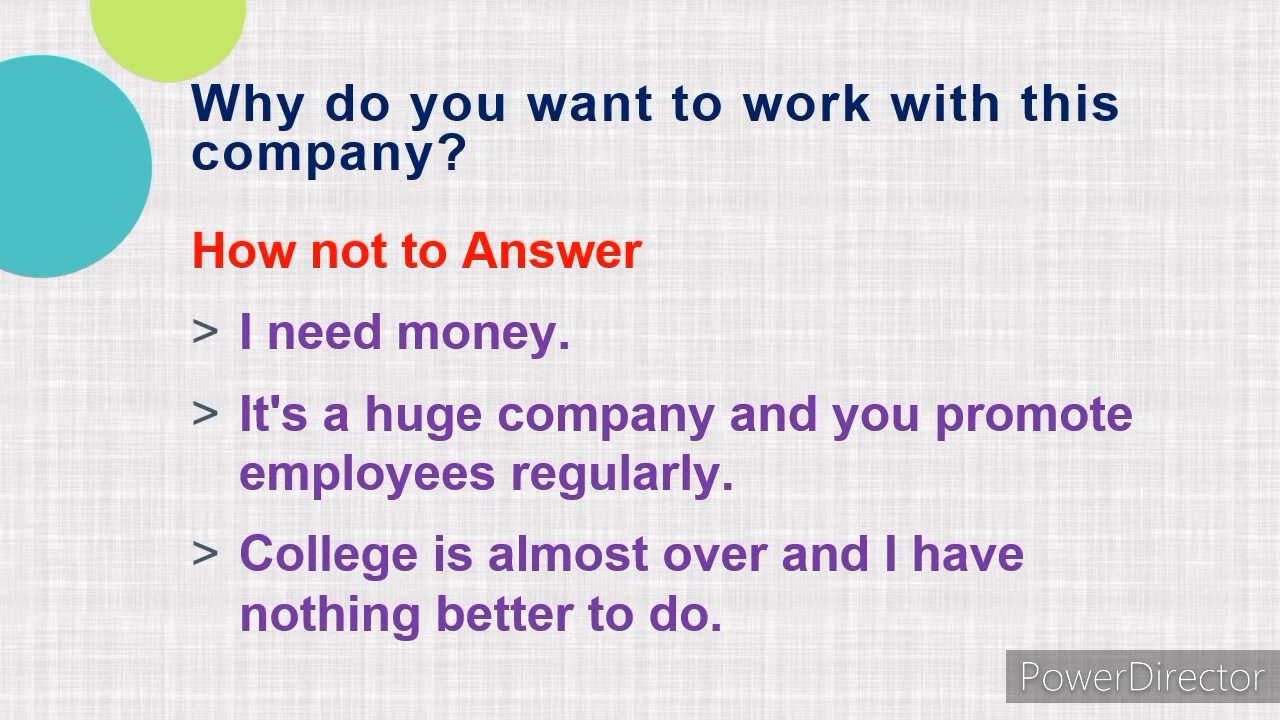 Why do you want to work with this
company?
How not to Answer
> I need money.
> It's a huge company and you promote
employees regularly.
> College is almost over and I have
nothing better to do.
PowerDirector